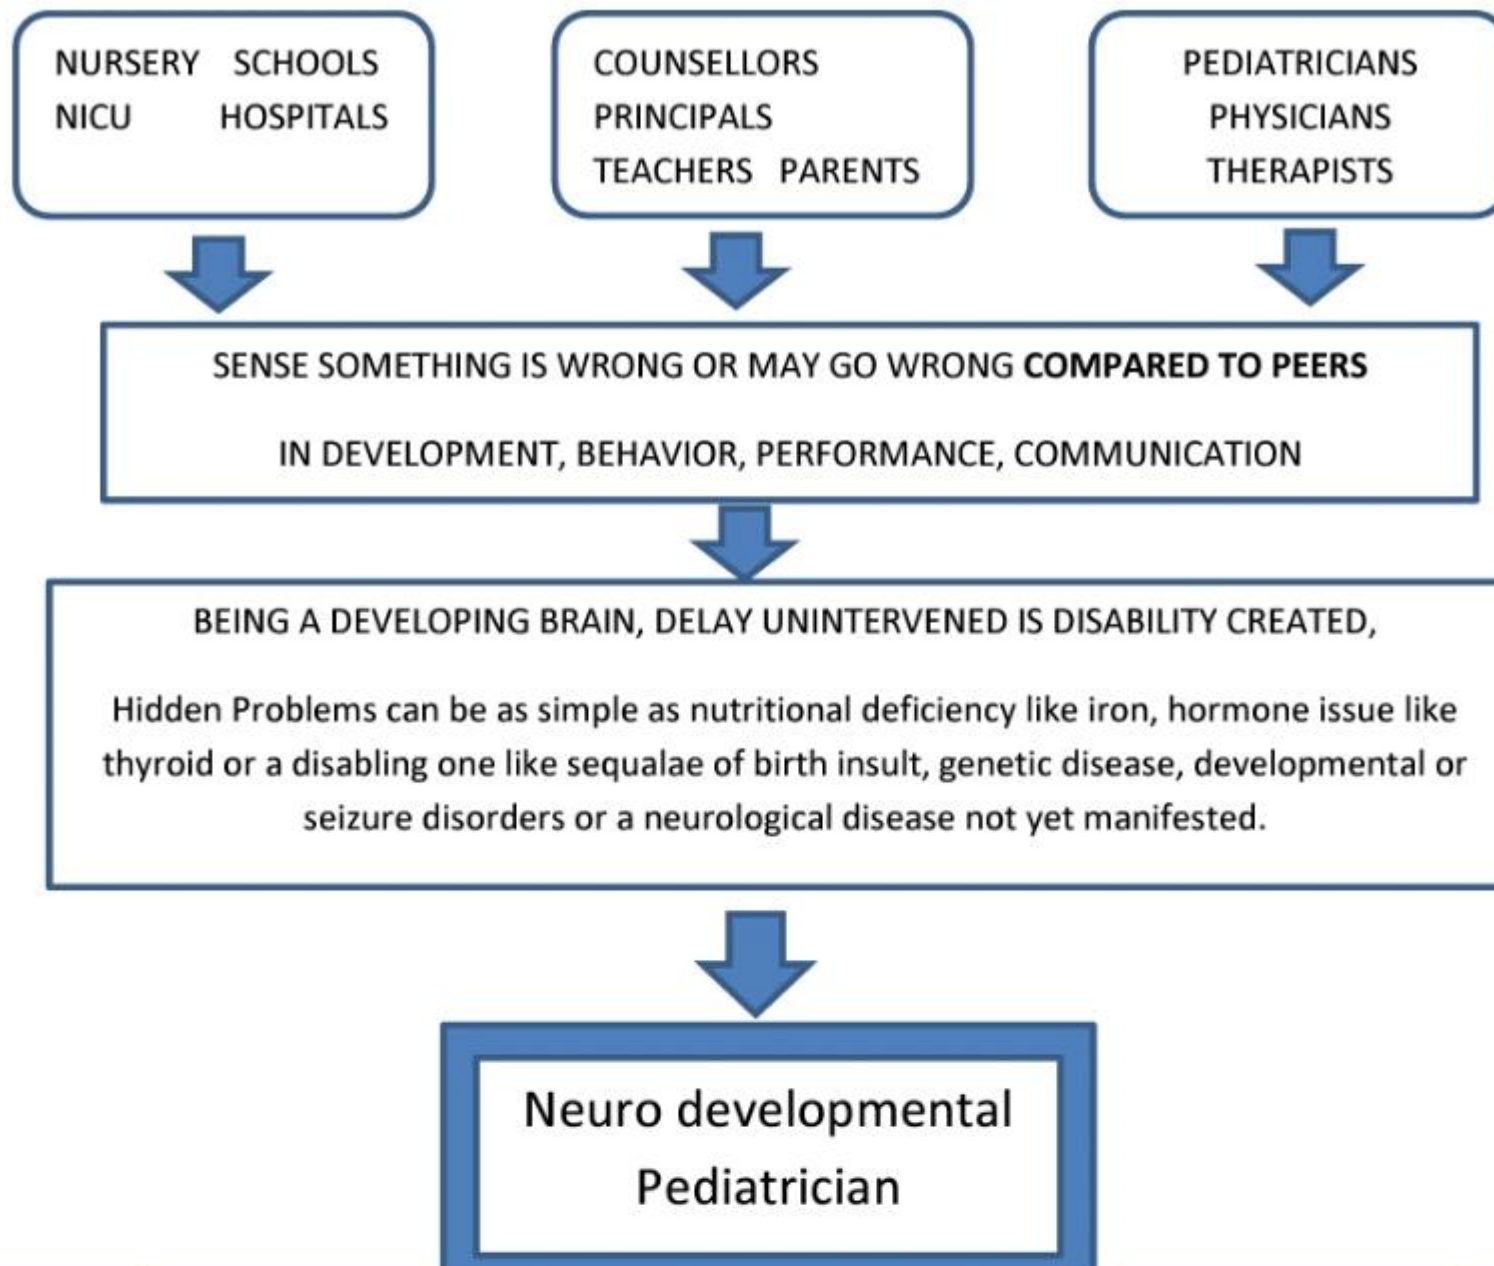 NURSERY SCHOOLS
NICU HOSPITALS
COUNSELLORS
PRINCIPALS
TEACHERS PARENTS
PEDIATRICIANS
PHYSICIANS
THERAPISTS
SENSE SOMETHING IS WRONG OR MAY GO WRONG COMPARED TO PEERS
IN DEVELOPMENT, BEHAVIOR, PERFORMANCE, COMMUNICATION
BEING A DEVELOPING BRAIN, DELAY UNINTERVENED IS DISABILITY CREATED,
Hidden Problems can be as simple as nutritional deficiency like iron, hormone issue like
thyroid or a disabling one like sequalae of birth insult, genetic disease, developmental or
seizure disorders or a neurological disease not yet manifested.
Neuro developmental
Pediatrician